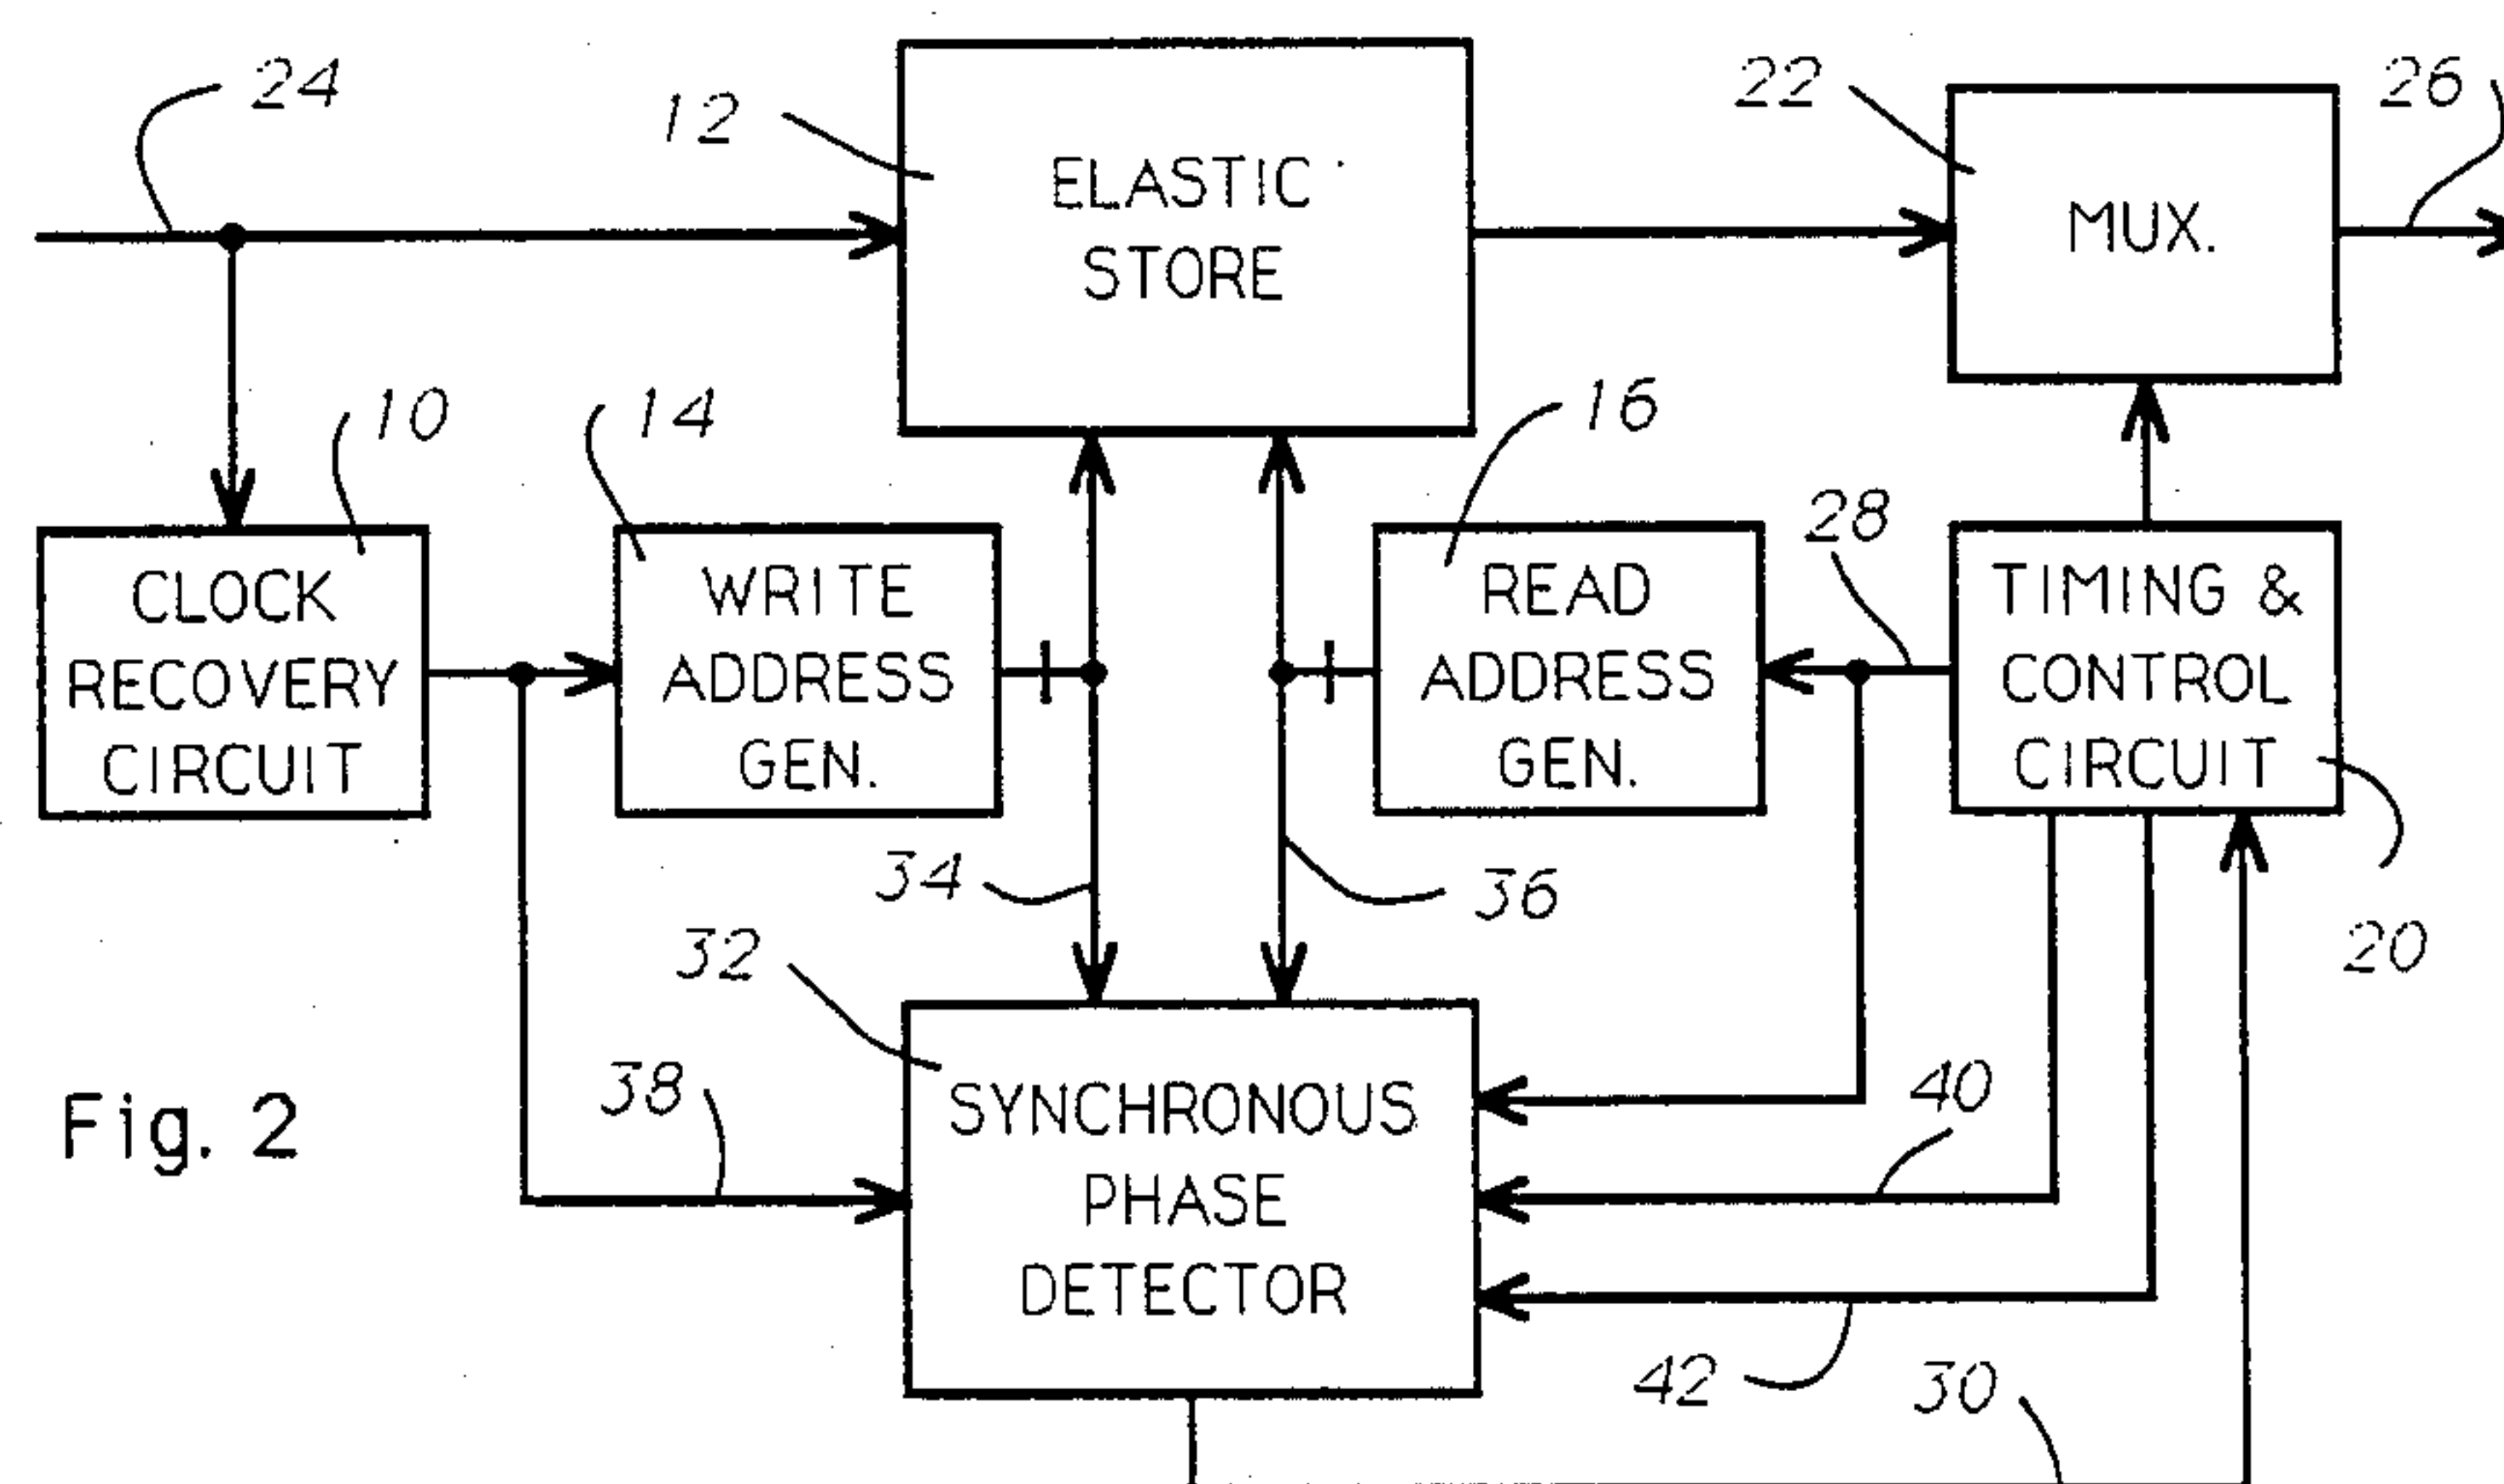 24
12
ELASTIC
STORE
22
MUX.
26
10
CLOCK
RECOVERY
CIRCUIT
14
WRITE
ADDRESS
GEN.
16
READ
ADDRESS
GEN.
28
TIMING &
CONTROL
CIRCUIT
20
34
36
32
SYNCHRONOUS
PHASE
DETECTOR
38
40
42
30
Fig. 2